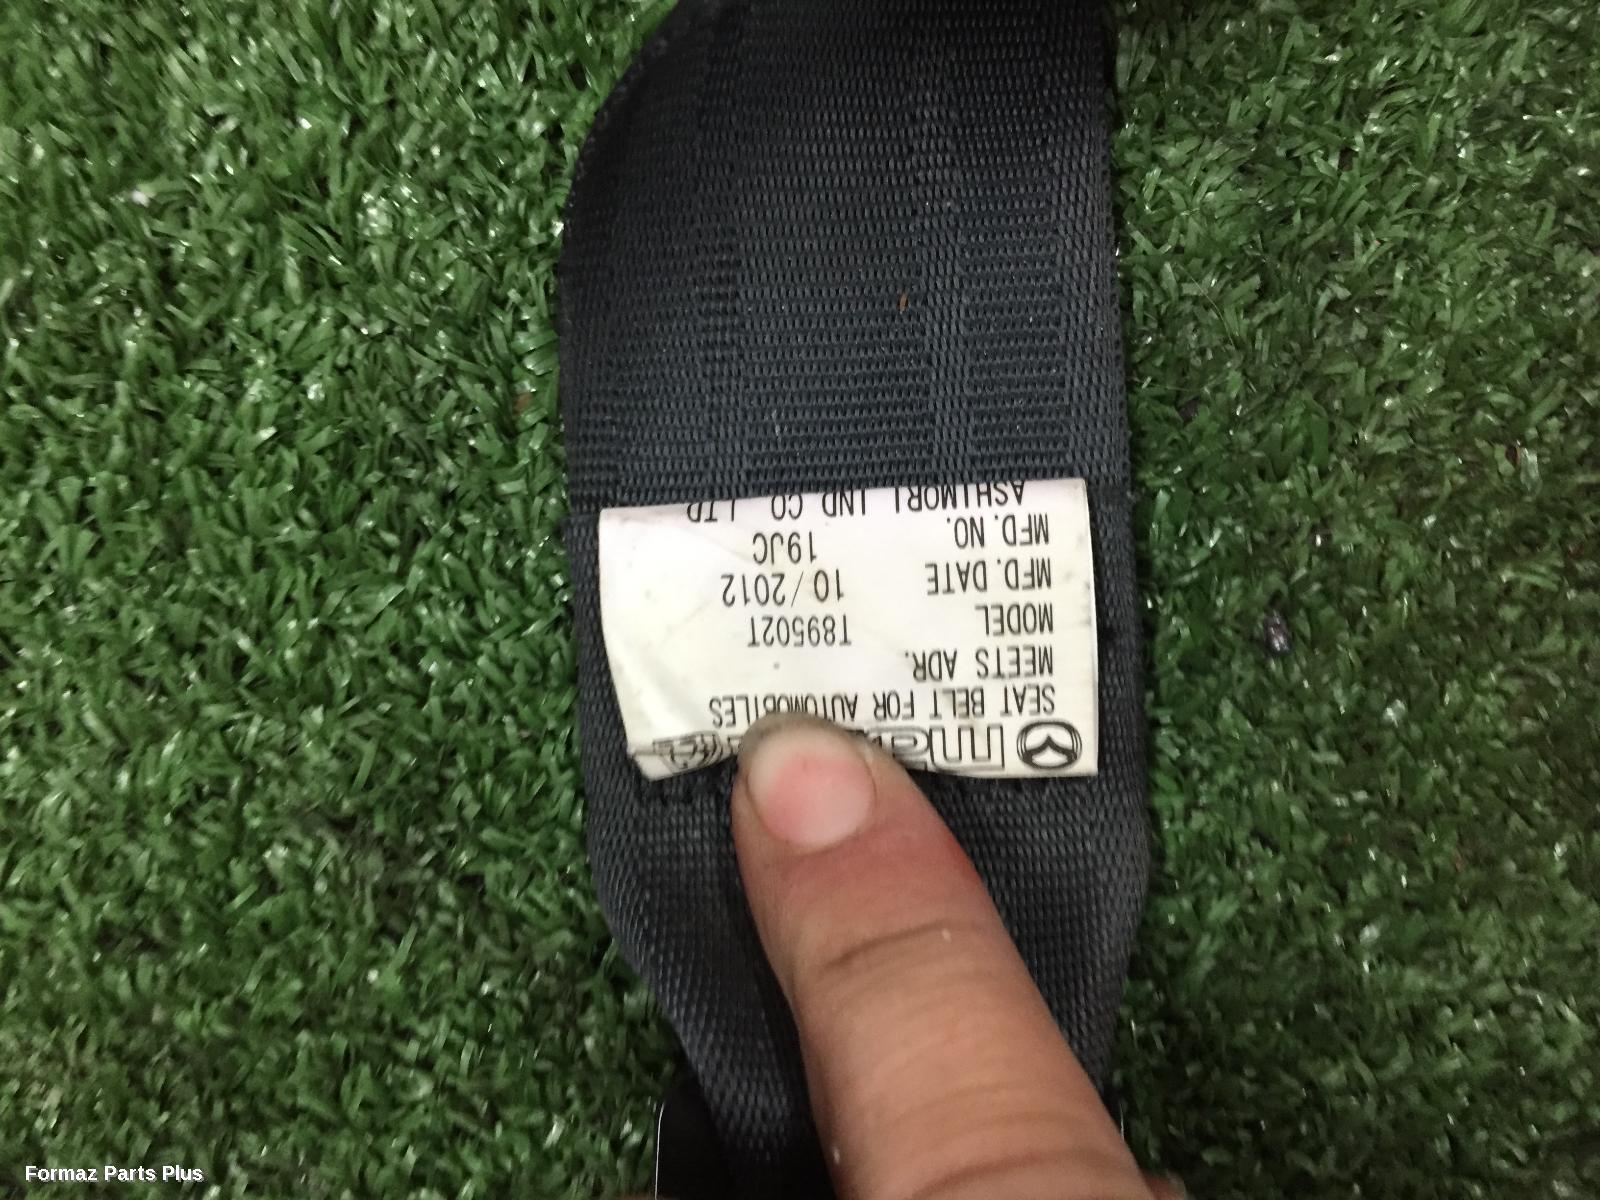 SEAT BELT FOR AUTOMOBILES
MEETS ADR.
MODEL T89502T
MFD. DATE 10/2012
MFD. NO. 19JC
ASHIMORI IND CO LTD
Formaz Parts Plus